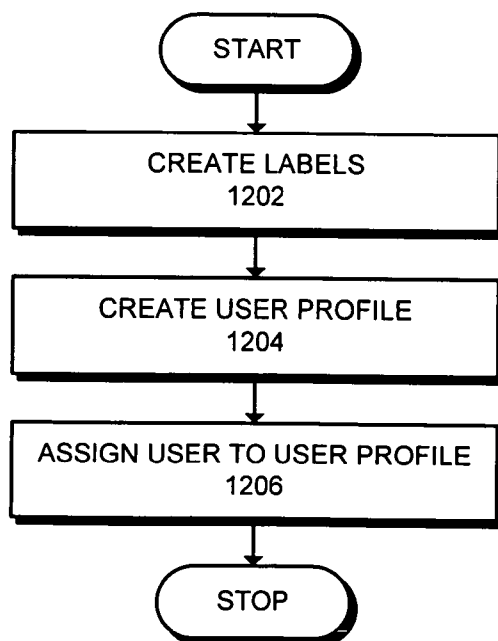 START
CREATE LABELS
1202
CREATE USER PROFILE
1204
ASSIGN USER TO USER PROFILE
1206
STOP